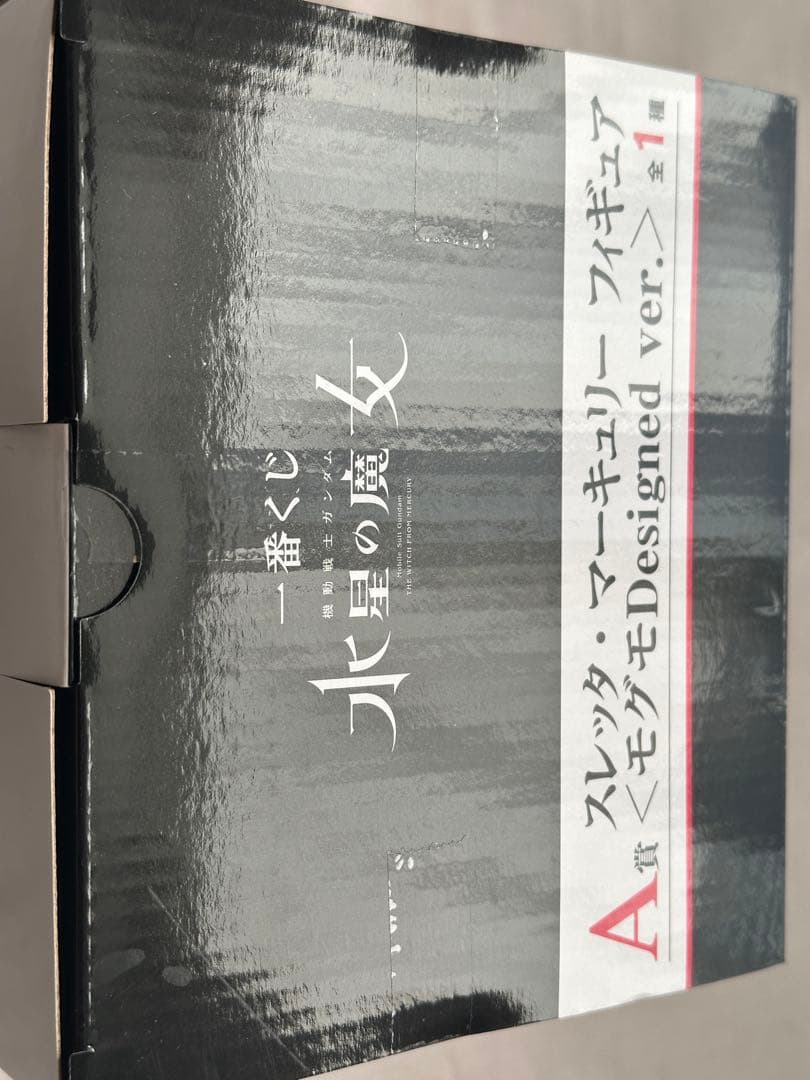 一番くじ
機動戦士ガンダム
水星の魔女
Mobile Suit Gundam
THE WITCH FROM MERCURY
A賞
スレッタ・マーキュリー フィギュア
＜モグモDesigned ver.＞ 全1種